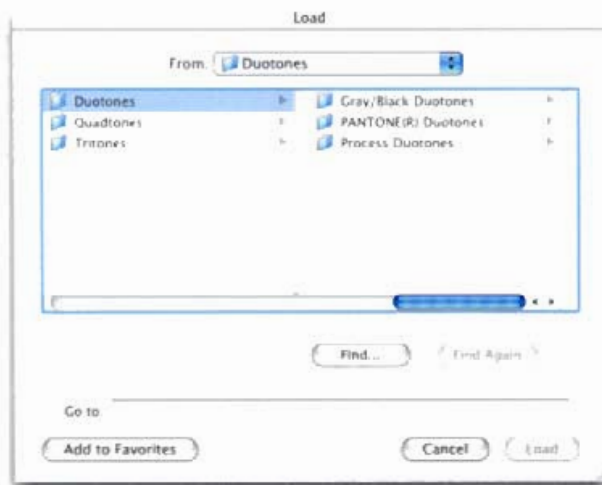 Load
From: Duotones
Duotones
Quadtones
Tritones
Gray/Black Duotones
PANTONE(R) Duotones
Process Duotones
Find...
Find Again
Go to
Add to Favorites
Cancel
Load